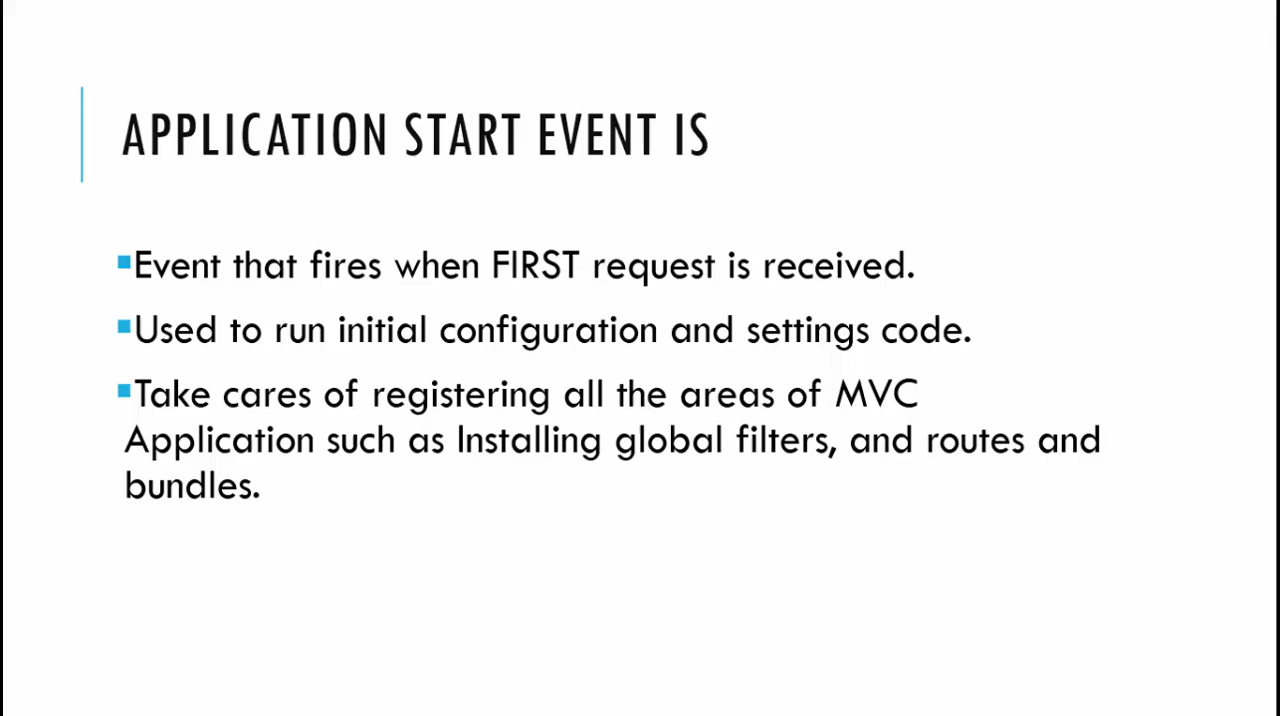 APPLICATION START EVENT IS
▪Event that fires when FIRST request is received.
▪Used to run initial configuration and settings code.
▪Take cares of registering all the areas of MVC
Application such as Installing global filters, and routes and
bundles.